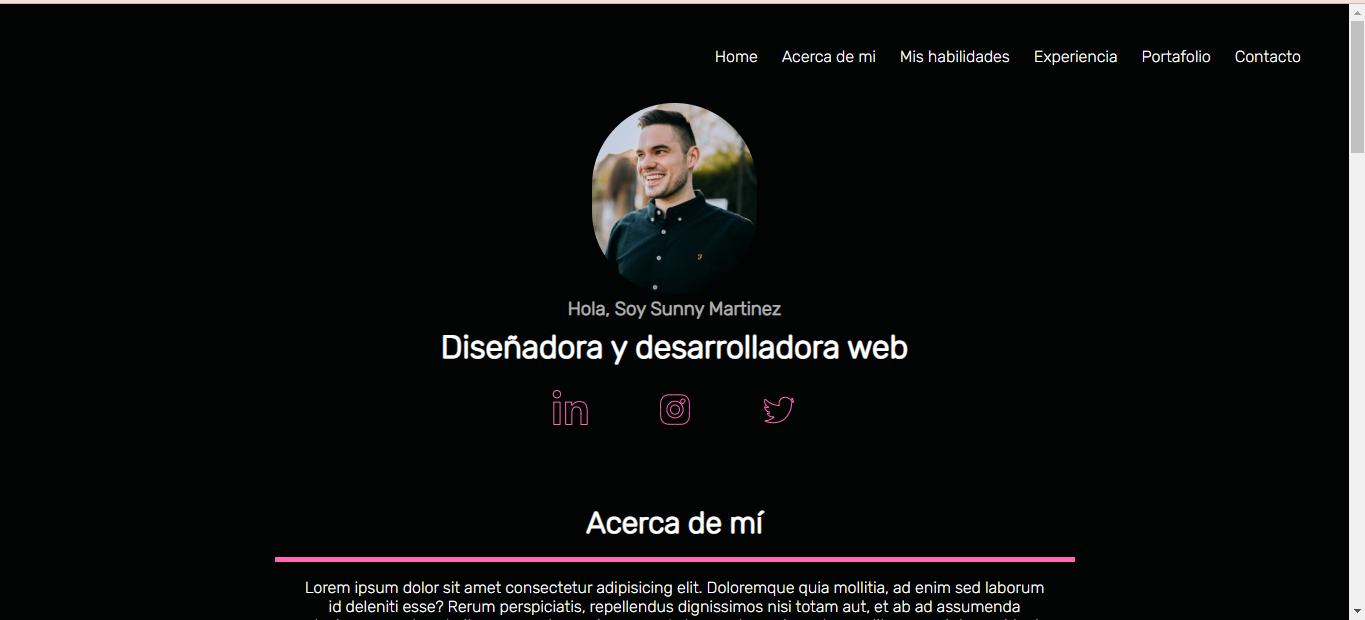 Home Acerca de mi Mis habilidades Experiencia Portafolio Contacto
Hola, Soy Sunny Martinez
Diseñadora y desarrolladora web
in
Acerca de mí
Lorem ipsum dolor sit amet consectetur adipisicing elit. Doloremque quia mollitia, ad enim sed laborum
id deleniti esse? Rerum perspiciatis, repellendus dignissimos nisi totam aut, et ab ad assumenda